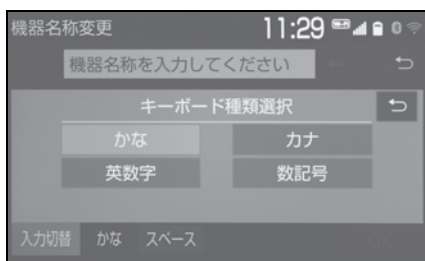 機器名称変更 11:29
機器名称を入力してください
キーボード種類選択
かな カナ
英数字 数記号
入力切替 かな スペース OK